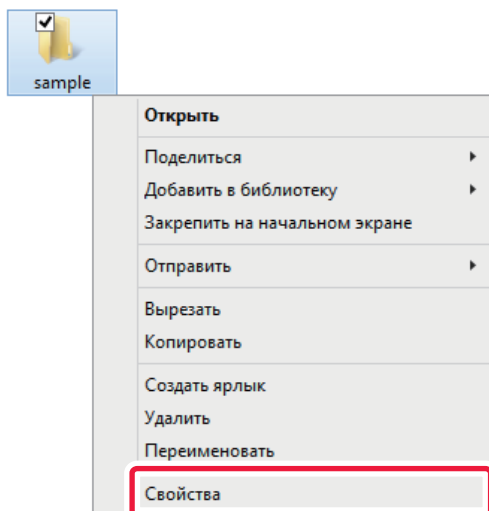 sample
Открыть
Поделиться
Добавить в библиотеку
Закрепить на начальном экране
Отправить
Вырезать
Копировать
Создать ярлык
Удалить
Переименовать
Свойства